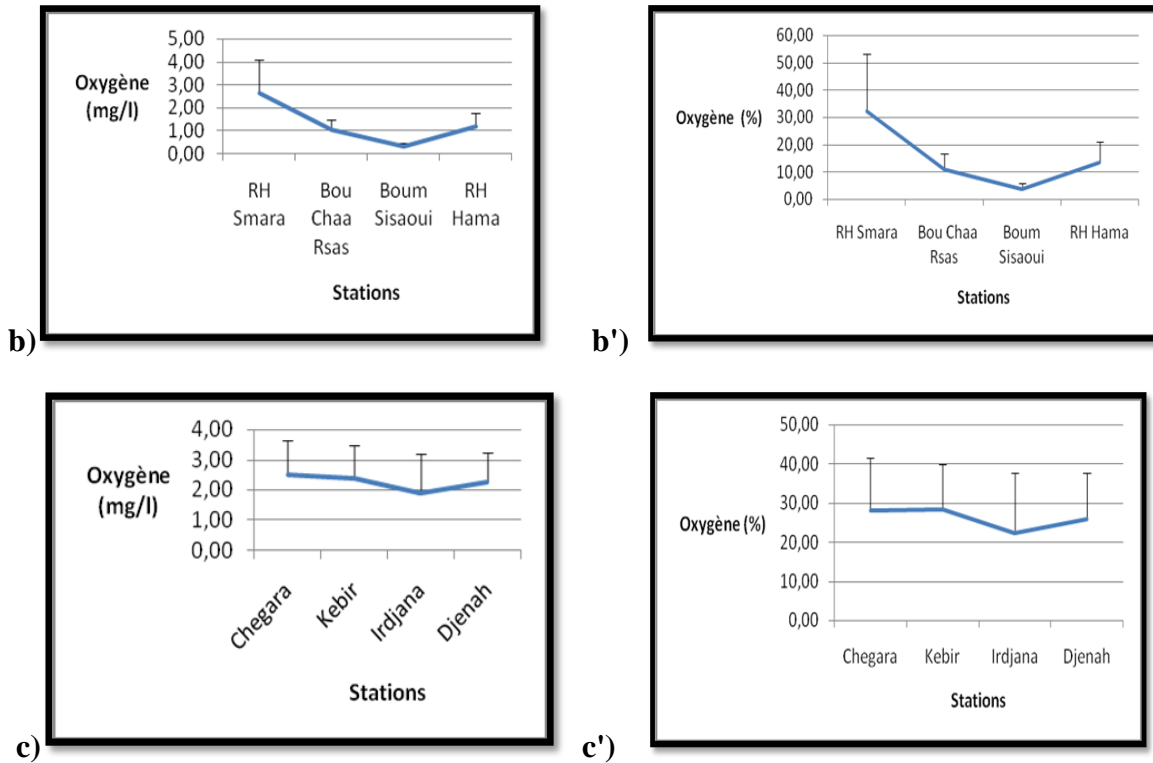 5,00
4,00
3,00
2,00
1,00
0,00
Oxygène
(mg/l)
RH
Smara
Bou
Chaa
Rsas
Boum
Sisaoui
RH
Hama
Stations
b)
60,00
50,00
40,00
30,00
20,00
10,00
0,00
Oxygène (%)
RH Smara
Bou Chaa
Rsas
Boum
Sisaoui
RH Hama
Stations
b')
4,00
3,00
2,00
1,00
0,00
Oxygène
(mg/l)
Chegara
Kebir
Irdjana
Djenah
Stations
c)
50,00
40,00
30,00
20,00
10,00
0,00
Oxygène (%)
Chegara
Kebir
Irdjana
Djenah
Stations
c')